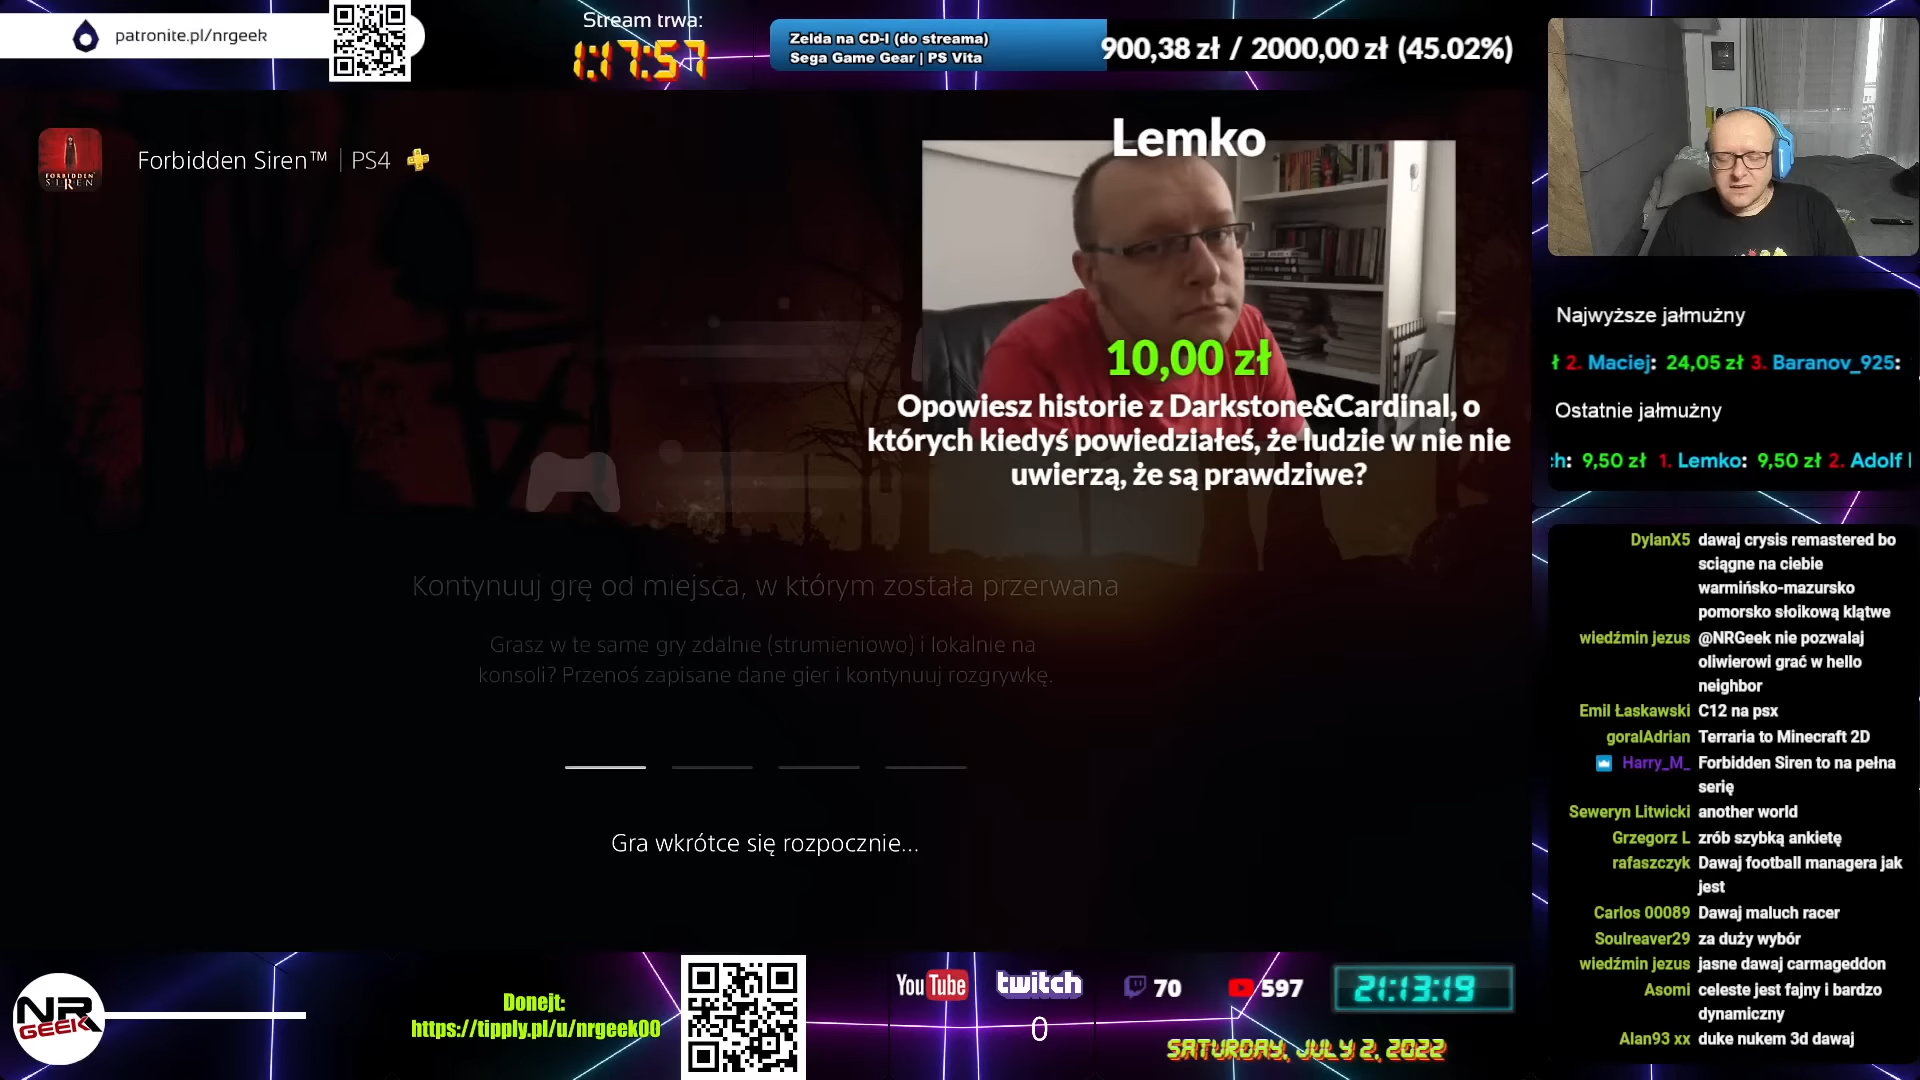 patronite.pl/nrgeek
Stream trwa:
1:17:57
Zelda na CD-I (do streama)
Sega Game Gear | PS Vita
900,38 zł / 2000,00 zł (45.02%)
FORBIDDEN
SIREN
Forbidden Siren™ | PS4
Lemko
10,00 zł
Opowiesz historie z Darkstone&Cardinal, o
których kiedyś powiedziałeś, że ludzie w nie nie
uwierzą, że są prawdziwe?
Kontynuuj grę od miejsca, w którym została przerwana
Grasz w te same gry zdalnie (strumieniowo) i lokalnie na
konsoli? Przenoś zapisane dane gier i kontynuuj rozgrywkę.
Gra wkrótce się rozpocznie...
Najwyższe jałmużny
ł 2. Maciej: 24,05 zł 3. Baranov_925:
Ostatnie jałmużny
:h: 9,50 zł 1. Lemko: 9,50 zł 2. Adolf
DylanX5 dawaj crysis remastered bo
sciągne na ciebie
warmińsko-mazursko
pomorsko słoikową klątwe
wiedźmin jezus @NRGeek nie pozwalaj
oliwierowi grać w hello
neighbor
Emil Łaskawski C12 na psx
goralAdrian Terraria to Minecraft 2D
Harry_M_ Forbidden Siren to na pełna
serię
Seweryn Litwicki another world
Grzegorz L zrób szybką ankietę
rafaszczyk Dawaj football managera jak
jest
Carlos 00089 Dawaj maluch racer
Soulreaver29 za duży wybór
wiedźmin jezus jasne dawaj carmageddon
Asomi celeste jest fajny i bardzo
dynamiczny
Alan93 xx duke nukem 3d dawaj
NR
GEEK
Donejt:
https://tipply.pl/u/nrgeek00
YouTube
twitch
0
70
597
21:13:19
SATURDAY, JULY 2, 2022